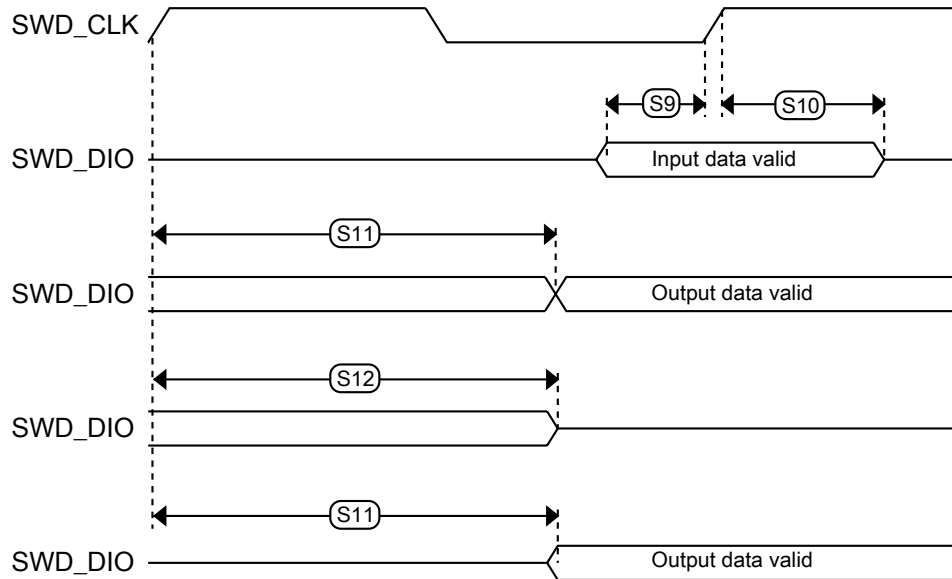 SWD_CLK
S9
S10
SWD_DIO
Input data valid
S11
SWD_DIO
Output data valid
S12
SWD_DIO
S11
SWD_DIO
Output data valid